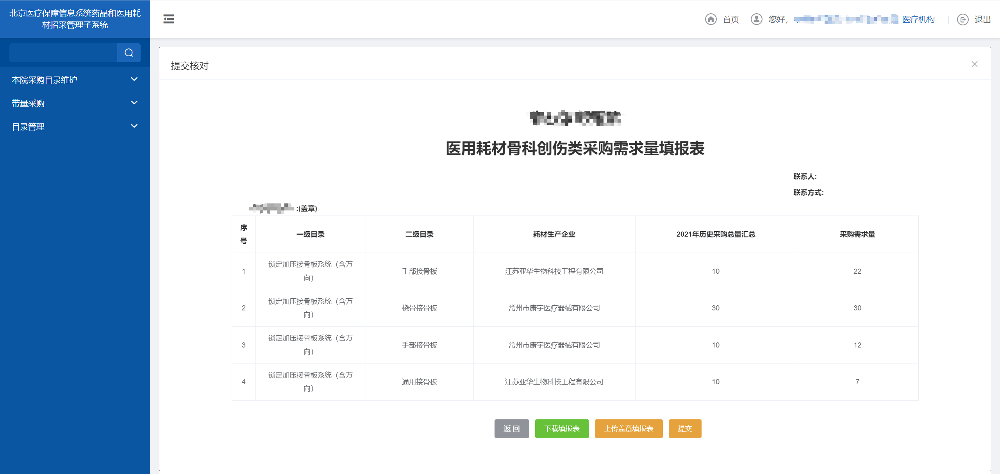 北京医疗保障信息系统药品和医用耗
材招采管理子系统
首页
您好，
医疗机构
退出
本院采购目录维护
带量采购
目录管理
提交核对
医用耗材骨科创伤类采购需求量填报表
联系人:
联系方式:
:(盖章)
序
号
一级目录
二级目录
耗材生产企业
2021年历史采购总量汇总
采购需求量
1
锁定加压接骨板系统（含万
向）
手部接骨板
江苏亚华生物科技工程有限公司
10
22
2
锁定加压接骨板系统（含万
向）
桡骨接骨板
常州市康宇医疗器械有限公司
30
30
3
锁定加压接骨板系统（含万
向）
手部接骨板
常州市康宇医疗器械有限公司
10
12
4
锁定加压接骨板系统（含万
向）
通用接骨板
江苏亚华生物科技工程有限公司
10
7
返 回
下载填报表
上传盖章填报表
提交